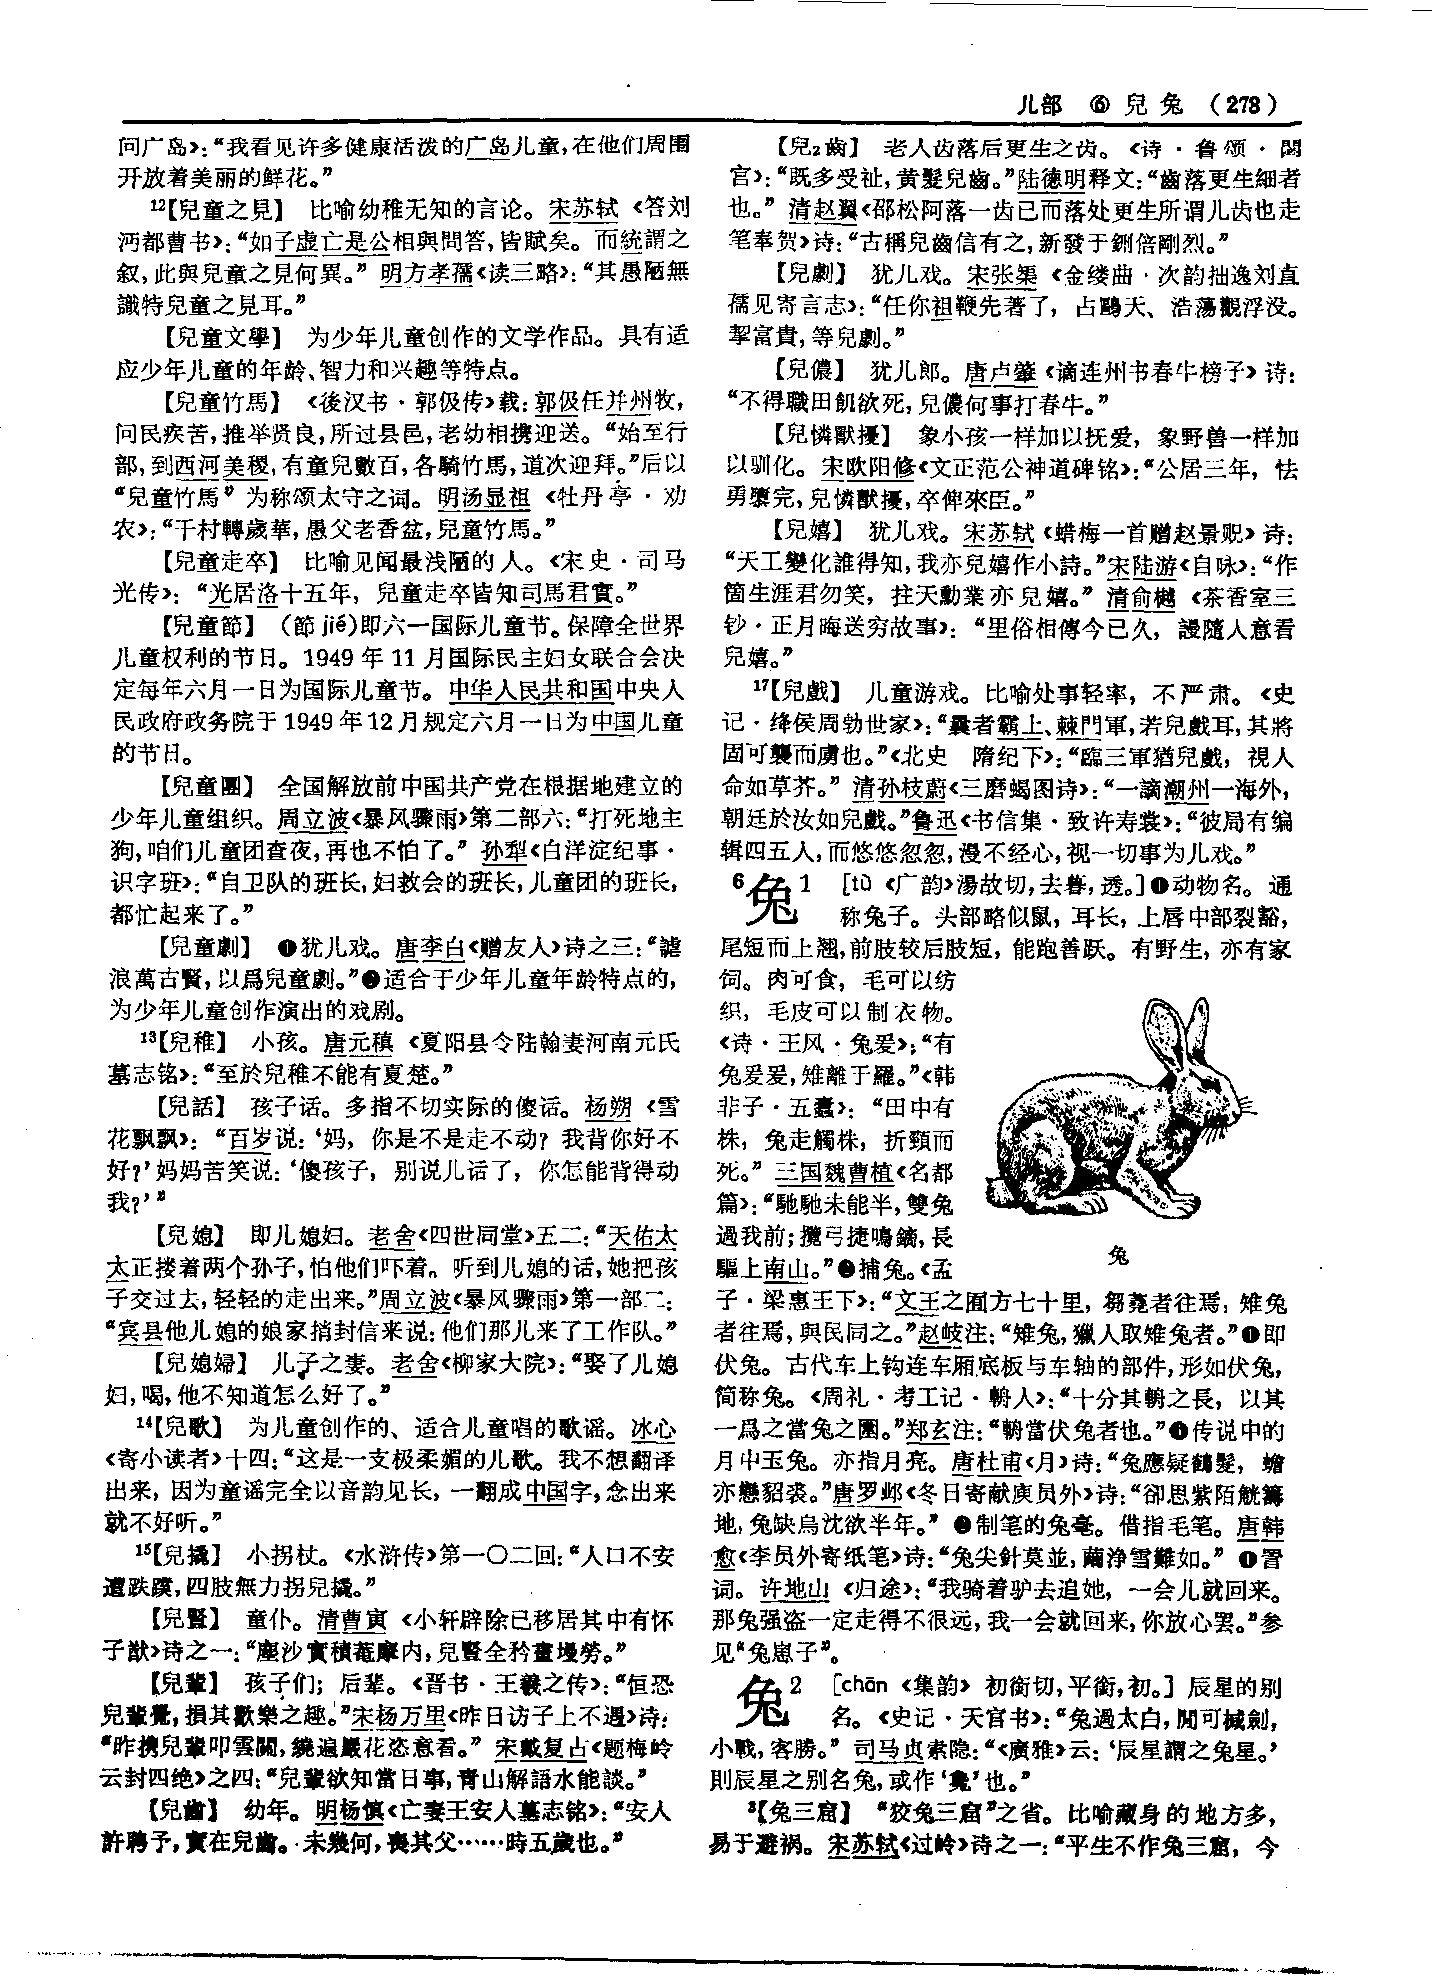 儿部 ⑥ 兒兔 (273)
问广岛》：“我看见许多健康活泼的广岛儿童，在他们周围
开放着美丽的鲜花。”
12【兒童之見】 比喻幼稚无知的言论。宋苏轼《答刘
沔都曹书》：“如子虚亡是公相與問答，皆賦矣。而統謂之
叙，此與兒童之見何異。”明方孝孺《读三略》：“其愚陋無
識特兒童之見耳。”
【兒童文學】 为少年儿童创作的文学作品。具有适
应少年儿童的年龄、智力和兴趣等特点。
【兒童竹馬】 《後汉书·郭伋传》载：郭伋任并州牧，
问民疾苦，推举贤良，所过县邑，老幼相携迎送。“始至行
部，到西河美稷，有童兒數百，各騎竹馬，道次迎拜。”后以
“兒童竹馬”为称颂太守之词。明汤显祖《牡丹亭·劝
农》：“千村轉歲華，愚父老香盆，兒童竹馬。”
【兒童走卒】 比喻见闻最浅陋的人。《宋史·司马
光传》：“光居洛十五年，兒童走卒皆知司馬君實。”
【兒童節】 （節 jié）即六一国际儿童节。保障全世界
儿童权利的节日。1949 年 11 月国际民主妇女联合会决
定每年六月一日为国际儿童节。中华人民共和国中央人
民政府政务院于 1949 年 12 月规定六月一日为中国儿童
的节日。
【兒童團】 全国解放前中国共产党在根据地建立的
少年儿童组织。周立波《暴风骤雨》第二部六：“打死地主
狗，咱们儿童团查夜，再也不怕了。”孙犁《白洋淀纪事·
识字班》：“自卫队的班长，妇救会的班长，儿童团的班长，
都忙起来了。”
【兒童劇】 ❶犹儿戏。唐李白《赠友人》诗之三：“謔
浪萬古賢，以爲兒童劇。”❷适合于少年儿童年龄特点的，
为少年儿童创作演出的戏剧。
13【兒稚】 小孩。唐元稹《夏阳县令陆翰妻河南元氏
墓志铭》：“至於兒稚不能有夏楚。”
【兒話】 孩子话。多指不切实际的傻话。杨朔《雪
花飘飘》：“百岁说：‘妈，你是不是走不动？我背你好不
好？’妈妈苦笑说：‘傻孩子，别说儿话了，你怎能背得动
我？’”
【兒媳】 即儿媳妇。老舍《四世同堂》五二：“天佑太
太正搂着两个孙子，怕他们吓着。听到儿媳的话，她把孩
子交过去，轻轻的走出来。”周立波《暴风骤雨》第一部二：
“宾县他儿媳的娘家捎封信来说：他们那儿来了工作队。”
【兒媳婦】 儿子之妻。老舍《柳家大院》：“娶了儿媳
妇，喝，他不知道怎么好了。”
14【兒歌】 为儿童创作的、适合儿童唱的歌谣。冰心
《寄小读者》十四：“这是一支极柔媚的儿歌。我不想翻译
出来，因为童谣完全以音韵见长，一翻成中国字，念出来
就不好听。”
15【兒撬】 小拐杖。《水浒传》第一〇二回：“人口不安
遭跌蹼，四肢無力拐兒撬。”
【兒豎】 童仆。清曹寅《小轩辟除已移居其中有怀
子猷》诗之一：“塵沙實積菴廬内，兒豎全矜畫墁勞。”
【兒輩】 孩子们；后辈。《晋书·王羲之传》：“恒恐
兒輩覺，損其歡樂之趣。”宋杨万里《昨日访子上不遇》诗：
“昨携兒輩叩雲關，繞遍巖花恣意看。”宋戴复古《题梅岭
云封四绝》之四：“兒輩欲知當日事，青山解語水能談。”
【兒齒】 幼年。明杨慎《亡妻王安人墓志铭》：“安人
許聘予，實在兒齒。未幾何，喪其父……時五歲也。”
【兒₂齒】 老人齿落后更生之齿。《诗·鲁颂·閟
宫》：“既多受祉，黄髮兒齒。”陆德明释文：“齒落更生細者
也。”清赵翼《邵松阿落一齿已而落处更生所谓儿齿也走
笔奉贺》诗：“古稱兒齒信有之，新發于鉶倍剛烈。”
【兒劇】 犹儿戏。宋张榘《金缕曲·次韵拙逸刘直
孺见寄言志》：“任你祖鞭先著了，占鷗天、浩蕩觀浮没。
挈富貴，等兒劇。”
【兒儂】 犹儿郎。唐卢肇《谪连州书春牛榜子》诗：
“不得職田飢欲死，兒儂何事打春牛。”
【兒憐獸擾】 象小孩一样加以抚爱，象野兽一样加
以驯化。宋欧阳修《文正范公神道碑铭》：“公居三年，怯
勇隳完，兒憐獸擾，卒俾來臣。”
【兒嬉】 犹儿戏。宋苏轼《蜡梅一首赠赵景贶》诗：
“天工變化誰得知，我亦兒嬉作小詩。”宋陆游《自咏》：“作
箇生涯君勿笑，拄天勳業亦兒嬉。”清俞樾《茶香室三
钞·正月晦送穷故事》：“里俗相傳今已久，謾隨人意看
兒嬉。”
17【兒戲】 儿童游戏。比喻处事轻率，不严肃。《史
记·绛侯周勃世家》：“曩者霸上、棘門軍，若兒戲耳，其將
固可襲而虜也。”《北史 隋纪下》：“臨三軍猶兒戲，視人
命如草芥。”清孙枝蔚《三磨蝎图诗》：“一謫潮州一海外，
朝廷於汝如兒戲。”鲁迅《书信集·致许寿裳》：“彼局有编
辑四五人，而悠悠忽忽，漫不经心，视一切事为儿戏。”
6兔1 [tù 《广韵》湯故切，去暮，透。]❶动物名。通
称兔子。头部略似鼠，耳长，上唇中部裂豁，
尾短而上翘，前肢较后肢短，能跑善跃。有野生，亦有家
饲。肉可食，毛可以纺
织，毛皮可以制衣物。
《诗·王风·兔爰》：“有
兔爰爰，雉離于羅。”《韩
非子·五蠹》：“田中有
株，兔走觸株，折頸而
死。”三国魏曹植《名都
篇》：“馳馳未能半，雙兔
過我前；攬弓捷鳴鏑，長
驅上南山。”❷捕兔。《孟
兔
子·梁惠王下》：“文王之囿方七十里，芻蕘者往焉，雉兔
者往焉，與民同之。”赵岐注：“雉兔，獵人取雉兔者。”❸即
伏兔。古代车上钩连车厢底板与车轴的部件，形如伏兔，
简称兔。《周礼·考工记·輈人》：“十分其輈之長，以其
一爲之當兔之圍。”郑玄注：“輈當伏兔者也。”❹传说中的
月中玉兔。亦指月亮。唐杜甫《月》诗：“兔應疑鶴髮，蟾
亦戀貂裘。”唐罗邺《冬日寄献庾员外》诗：“卻思紫陌觥籌
地，兔缺烏沈欲半年。”❺制笔的兔毫。借指毛笔。唐韩
愈《李员外寄纸笔》诗：“兔尖針莫並，繭浄雪難如。”❻詈
词。许地山《归途》：“我骑着驴去追她，一会儿就回来。
那兔强盗一定走得不很远，我一会就回来，你放心罢。”参
见“兔崽子”。
兔2 [chān 《集韵》初銜切，平銜，初。]辰星的别
名。《史记·天官书》：“兔過太白，閒可椷劍，
小戰，客勝。”司马贞索隐：“《廣雅》云：‘辰星謂之兔星。’
則辰星之别名兔，或作‘毚’也。”
3【兔三窟】 “狡兔三窟”之省。比喻藏身的地方多，
易于避祸。宋苏轼《过岭》诗之一：“平生不作兔三窟，今